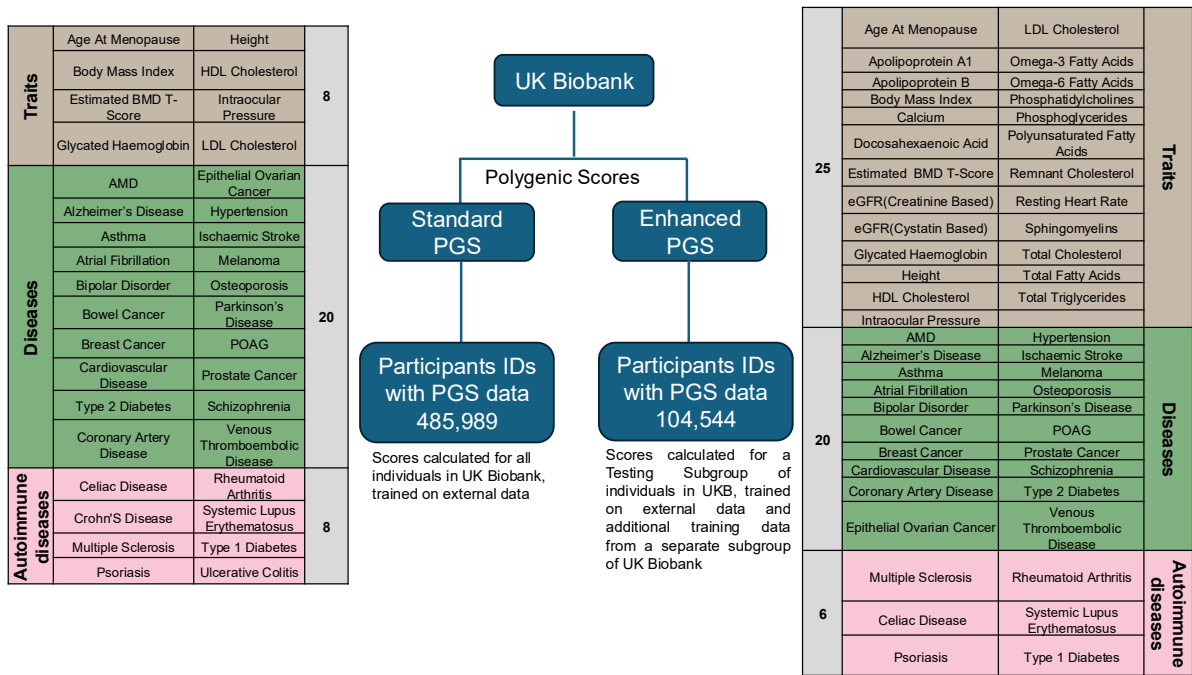 Traits
Age At Menopause
Height
Body Mass Index
HDL Cholesterol
Estimated BMD T-
Score
Intraocular
Pressure
Glycated Haemoglobin
LDL Cholesterol
8
Diseases
AMD
Epithelial Ovarian
Cancer
Alzheimer's Disease
Hypertension
Asthma
Ischaemic Stroke
Atrial Fibrillation
Melanoma
Bipolar Disorder
Osteoporosis
Bowel Cancer
Parkinson's
Disease
Breast Cancer
POAG
Cardiovascular
Disease
Prostate Cancer
Type 2 Diabetes
Schizophrenia
Coronary Artery
Disease
Venous
Thromboembolic
Disease
20
Autoimmune
diseases
Celiac Disease
Rheumatoid
Arthritis
Crohn'S Disease
Systemic Lupus
Erythematosus
Multiple Sclerosis
Type 1 Diabetes
Psoriasis
Ulcerative Colitis
8
UK Biobank
Polygenic Scores
Standard
PGS
Participants IDs
with PGS data
485,989
Scores calculated for all
individuals in UK Biobank,
trained on external data
Enhanced
PGS
Participants IDs
with PGS data
104,544
Scores calculated for a
Testing Subgroup of
individuals in UKB, trained
on external data and
additional training data
from a separate subgroup
of UK Biobank
25
Age At Menopause
LDL Cholesterol
Apolipoprotein A1
Omega-3 Fatty Acids
Apolipoprotein B
Omega-6 Fatty Acids
Body Mass Index
Phosphatidylcholines
Calcium
Phosphoglycerides
Docosahexaenoic Acid
Polyunsaturated Fatty
Acids
Estimated BMD T-Score
Remnant Cholesterol
eGFR(Creatinine Based)
Resting Heart Rate
eGFR(Cystatin Based)
Sphingomyelins
Glycated Haemoglobin
Total Cholesterol
Height
Total Fatty Acids
HDL Cholesterol
Total Triglycerides
Intraocular Pressure
Traits
20
AMD
Hypertension
Alzheimer's Disease
Ischaemic Stroke
Asthma
Melanoma
Atrial Fibrillation
Osteoporosis
Bipolar Disorder
Parkinson's Disease
Bowel Cancer
POAG
Breast Cancer
Prostate Cancer
Cardiovascular Disease
Schizophrenia
Coronary Artery Disease
Type 2 Diabetes
Epithelial Ovarian Cancer
Venous
Thromboembolic
Disease
Diseases
6
Multiple Sclerosis
Rheumatoid Arthritis
Celiac Disease
Systemic Lupus
Erythematosus
Psoriasis
Type 1 Diabetes
Autoimmune
diseases